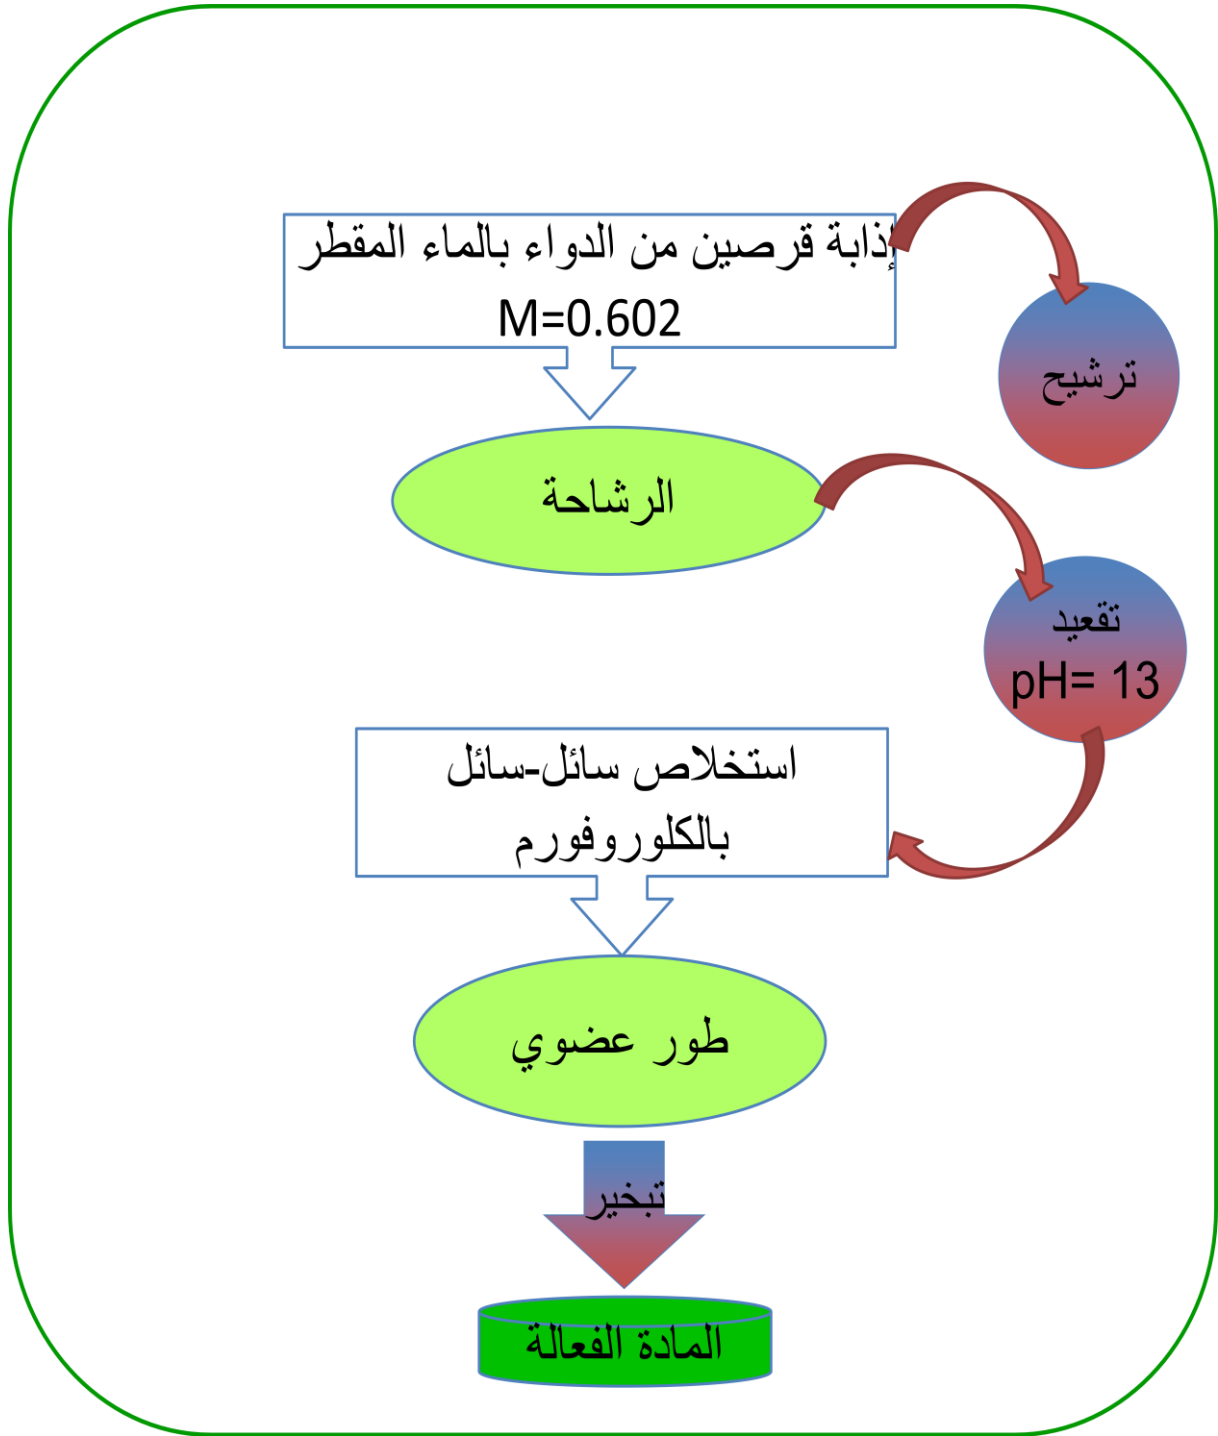 إذابة قرصين من الدواء بالماء المقطر
M=0.602
ترشيح
الرشاحة
تقعيد
pH= 13
استخلاص سائل-سائل
بالكلوروفورم
طور عضوي
تبخير
المادة الفعالة